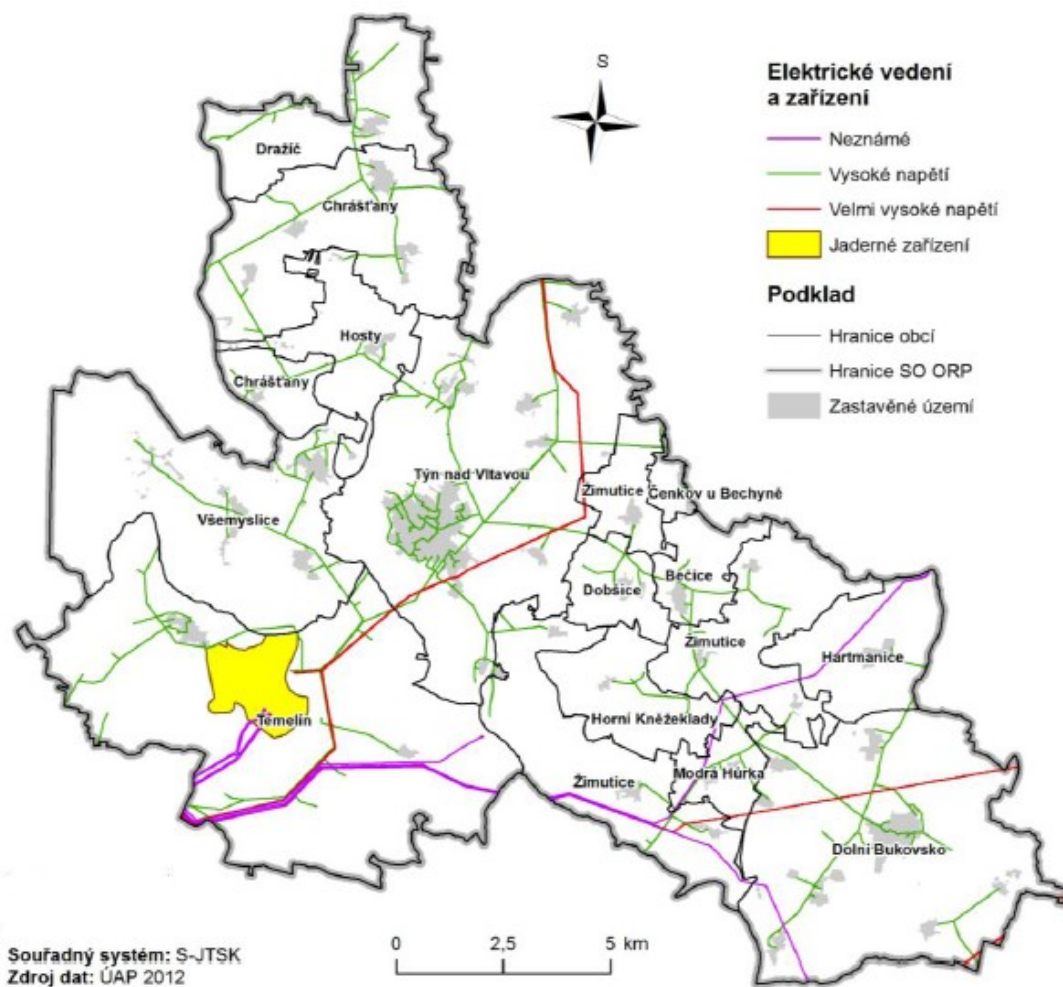 S
Elektrické vedení
a zařízení
Neznámé
Vysoké napětí
Velmi vysoké napětí
Jaderné zařízení
Podklad
Hranice obcí
Hranice SO ORP
Zastavěné území
Dražíč
Chrášťany
Hosty
Chrášťany
Týn nad Vltavou
Žimutice
Čenkov u Bechyně
Všemyslice
Dobšice
Bečice
Žimutice
Hartmanice
Temelín
Horní Kněžeklady
Modrá Hůrka
Žimutice
Dolní Bukovsko
0 2,5 5 km
Souřadný systém: S-JTSK
Zdroj dat: ÚAP 2012